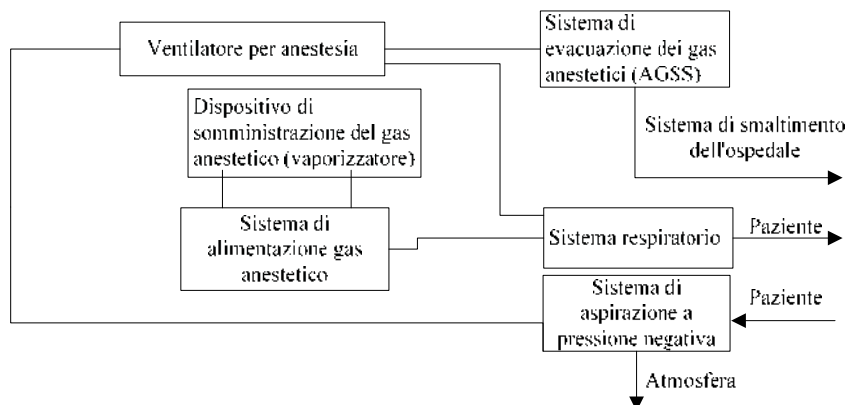 Ventilatore per anestesia
Sistema di
evacuazione dei gas
anestetici (AGSS)
Dispositivo di
somministrazione del gas
anestetico (vaporizzatore)
Sistema di smaltimento
dell'ospedale
Sistema di
alimentazione gas
anestetico
Sistema respiratorio
Paziente
Sistema di
aspirazione a
pressione negativa
Paziente
Atmosfera